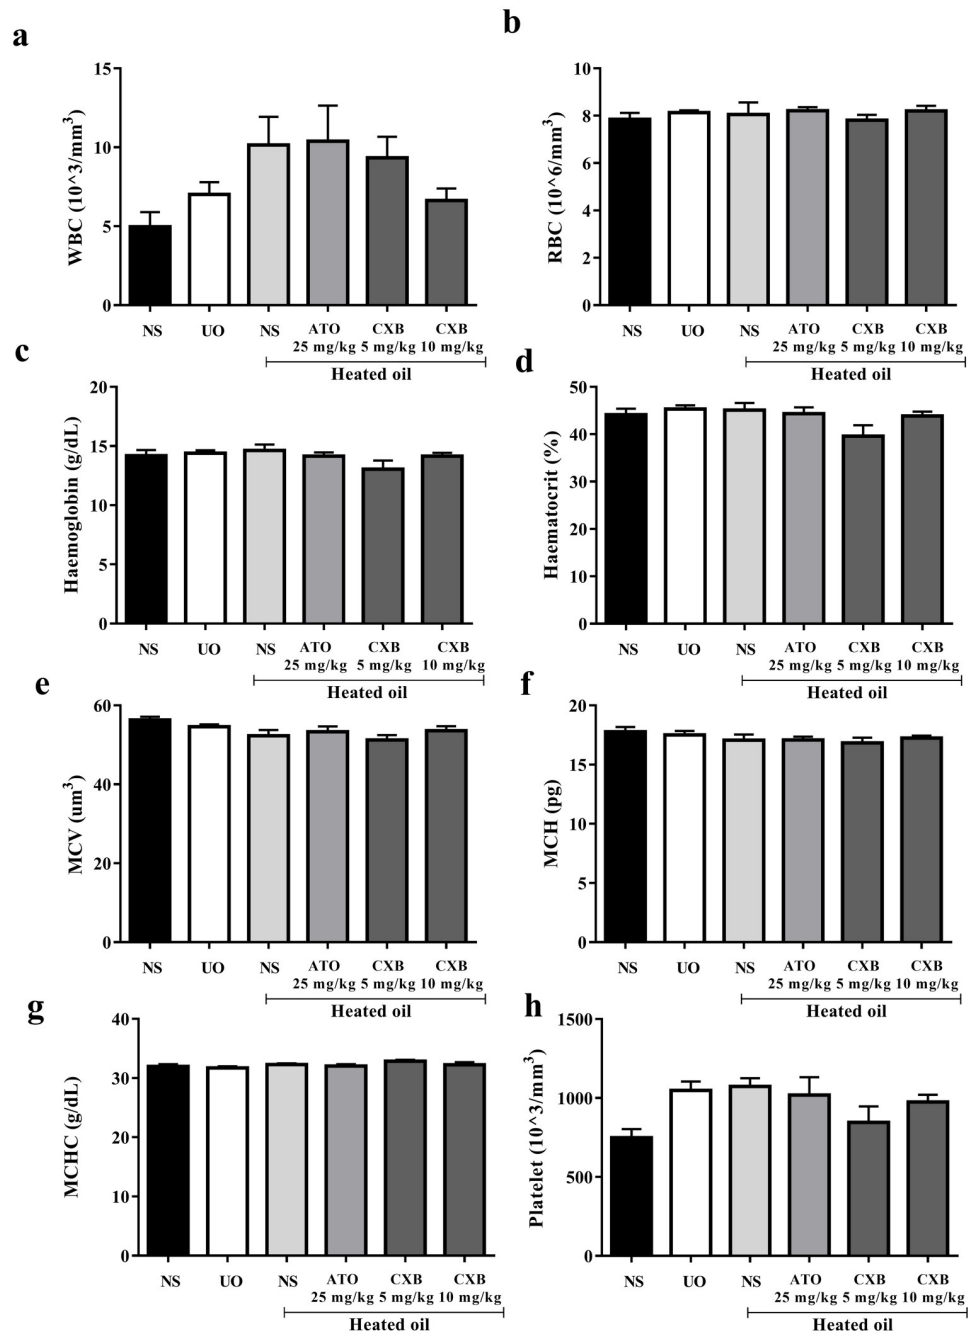 a
WBC (10^3/mm3)
15
10
5
0
NS UO NS ATO CXB CXB
25 mg/kg 5 mg/kg 10 mg/kg
Heated oil
b
RBC (10^6/mm3)
10
8
6
4
2
0
NS UO NS ATO CXB CXB
25 mg/kg 5 mg/kg 10 mg/kg
Heated oil
c
Haemoglobin (g/dL)
20
15
10
5
0
NS UO NS ATO CXB CXB
25 mg/kg 5 mg/kg 10 mg/kg
Heated oil
d
Haematocrit (%)
50
40
30
20
10
0
NS UO NS ATO CXB CXB
25 mg/kg 5 mg/kg 10 mg/kg
Heated oil
e
MCV (um3)
60
40
20
0
NS UO NS ATO CXB CXB
25 mg/kg 5 mg/kg 10 mg/kg
Heated oil
f
MCH (pg)
20
15
10
5
0
NS UO NS ATO CXB CXB
25 mg/kg 5 mg/kg 10 mg/kg
Heated oil
g
MCHC (g/dL)
40
30
20
10
0
NS UO NS ATO CXB CXB
25 mg/kg 5 mg/kg 10 mg/kg
Heated oil
h
Platelet (10^3/mm3)
1500
1000
500
0
NS UO NS ATO CXB CXB
25 mg/kg 5 mg/kg 10 mg/kg
Heated oil